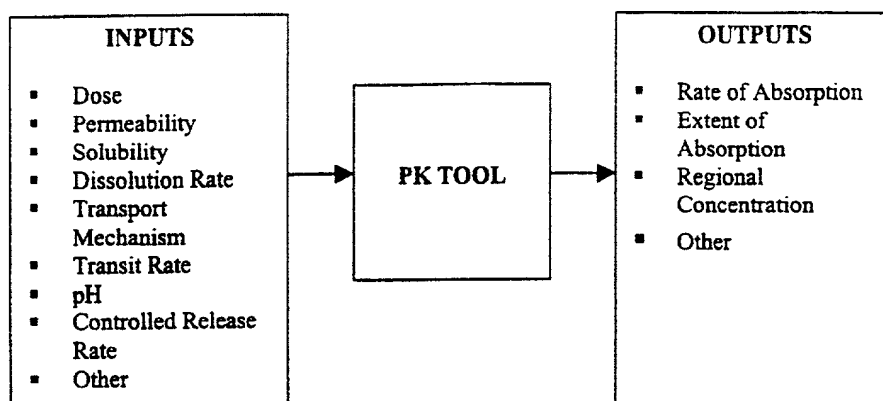 INPUTS
▪ Dose
▪ Permeability
▪ Solubility
▪ Dissolution Rate
▪ Transport
Mechanism
▪ Transit Rate
▪ pH
▪ Controlled Release
Rate
▪ Other
PK TOOL
OUTPUTS
▪ Rate of Absorption
▪ Extent of
Absorption
▪ Regional
Concentration
▪ Other